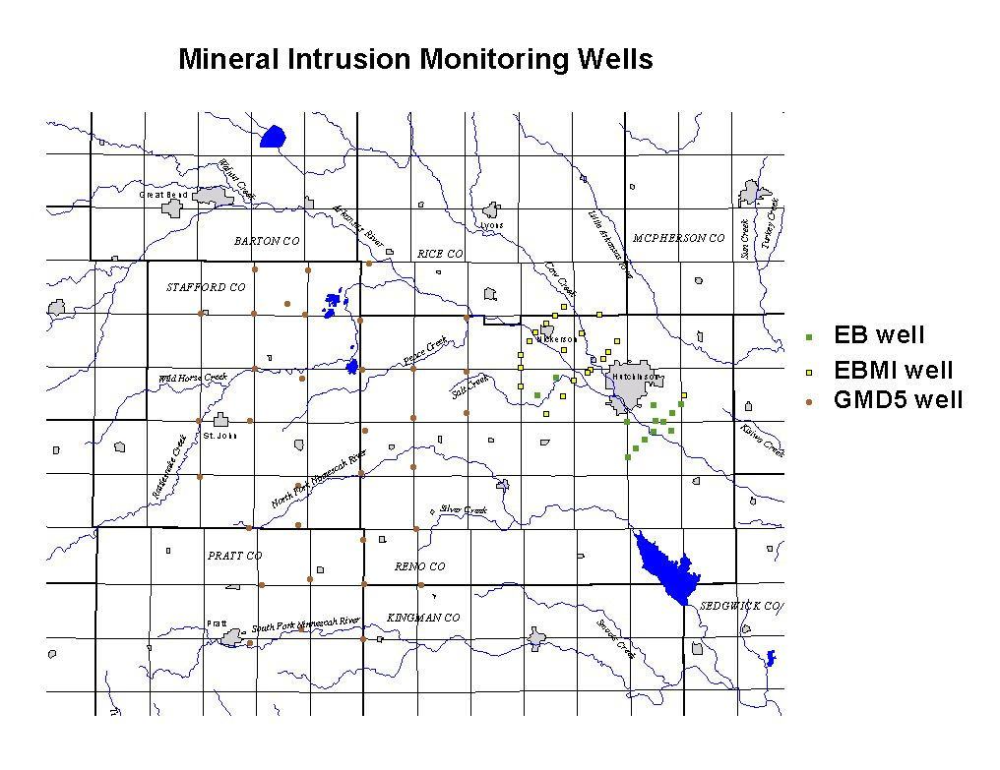 Mineral Intrusion Monitoring Wells
Walnut Creek
Great Bend
Arkansas River
Lyons
Little Arkansas River
BARTON CO
RICE CO
MCPHERSON CO
Sun Creek
Turkey Creek
Cow Creek
STAFFORD CO
Nickerson
EB well
Peace Creek
EBMI well
Wild Horse Creek
Salt Creek
Hutchinson
GMD5 well
St. John
Kisiwa Creek
Rattlesnake Creek
North Fork Ninnescah River
Silver Creek
PRATT CO
RENO CO
SEDGWICK CO
KINGMAN CO
Pratt
South Fork Ninnescah River
Smoots Creek